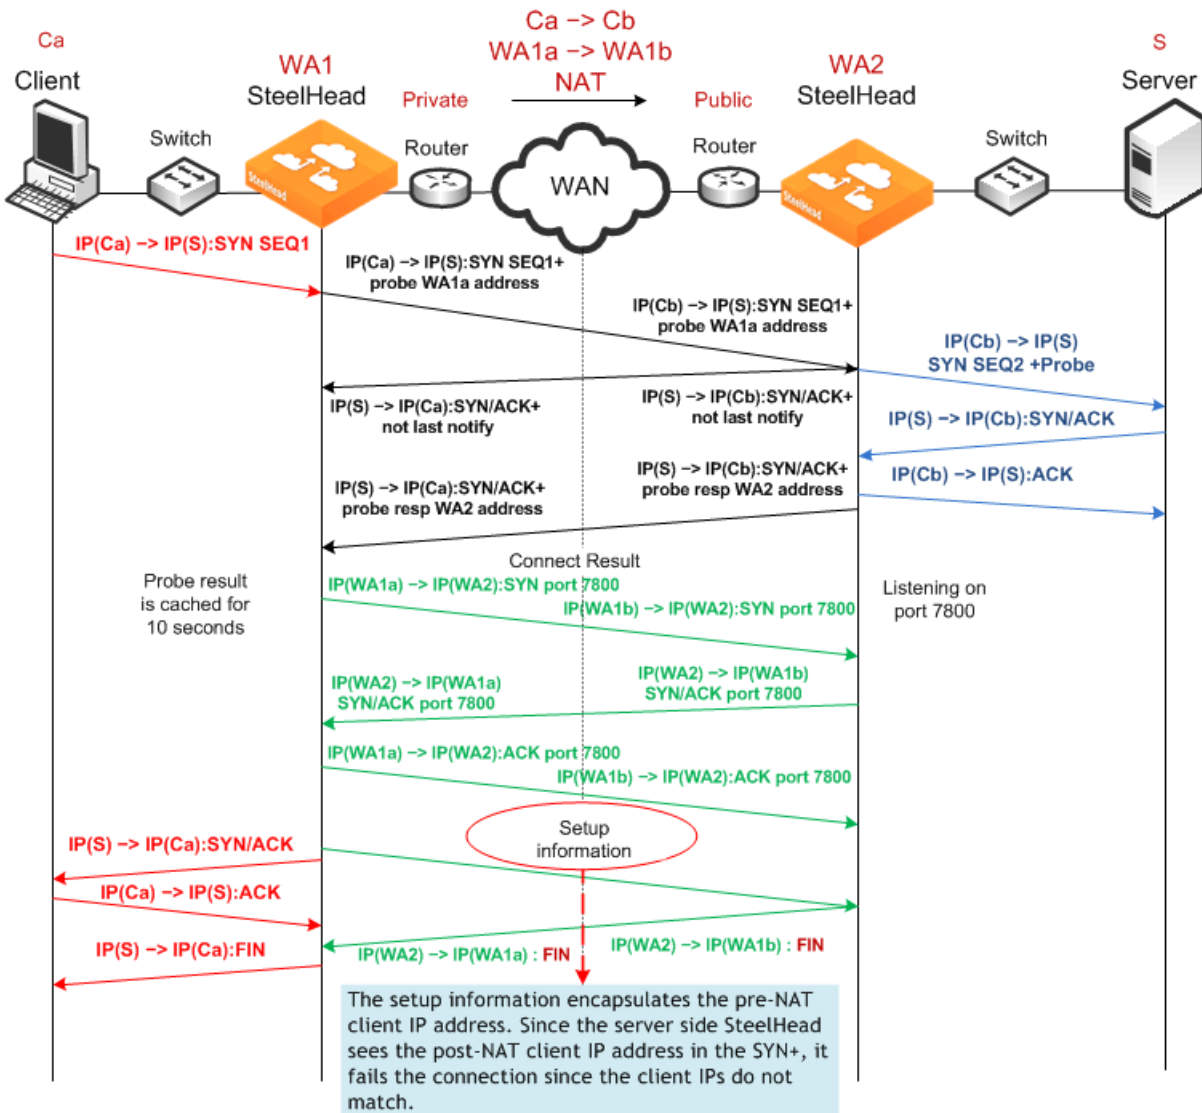 Ca -> Cb
WA1a -> WA1b
NAT
Ca
Client
WA1
SteelHead
Private
Public
WA2
SteelHead
S
Server
Switch
Router
WAN
Router
Switch
SteelHead
SteelHead
IP(Ca) -> IP(S):SYN SEQ1
IP(Ca) -> IP(S):SYN SEQ1+
probe WA1a address
IP(Cb) -> IP(S):SYN SEQ1+
probe WA1a address
IP(Cb) -> IP(S)
SYN SEQ2 +Probe
IP(S) -> IP(Ca):SYN/ACK+
not last notify
IP(S) -> IP(Cb):SYN/ACK+
not last notify
IP(S) -> IP(Cb):SYN/ACK
IP(S) -> IP(Ca):SYN/ACK+
probe resp WA2 address
IP(S) -> IP(Cb):SYN/ACK+
probe resp WA2 address
IP(Cb) -> IP(S):ACK
Connect Result
Probe result
is cached for
10 seconds
IP(WA1a) -> IP(WA2):SYN port 7800
IP(WA1b) -> IP(WA2):SYN port 7800
Listening on
port 7800
IP(WA2) -> IP(WA1a)
SYN/ACK port 7800
IP(WA2) -> IP(WA1b)
SYN/ACK port 7800
IP(WA1a) -> IP(WA2):ACK port 7800
IP(WA1b) -> IP(WA2):ACK port 7800
Setup
information
IP(S) -> IP(Ca):SYN/ACK
IP(Ca) -> IP(S):ACK
IP(S) -> IP(Ca):FIN
IP(WA2) -> IP(WA1a) : FIN
IP(WA2) -> IP(WA1b) : FIN
The setup information encapsulates the pre-NAT
client IP address. Since the server side SteelHead
sees the post-NAT client IP address in the SYN+, it
fails the connection since the client IPs do not
match.